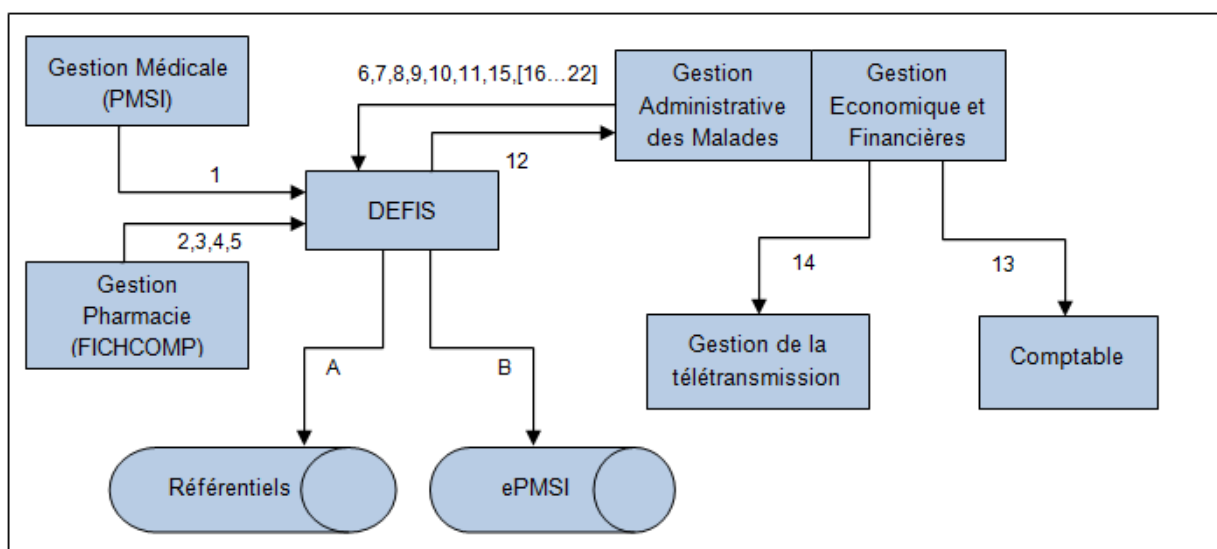 Gestion Médicale
(PMSI)
6,7,8,9,10,11,15,[16…22]
Gestion
Administrative
des Malades
Gestion
Economique et
Financières
1
12
DEFIS
2,3,4,5
Gestion
Pharmacie
(FICHCOMP)
14
13
Gestion de la
télétransmission
Comptable
A
B
Référentiels
ePMSI